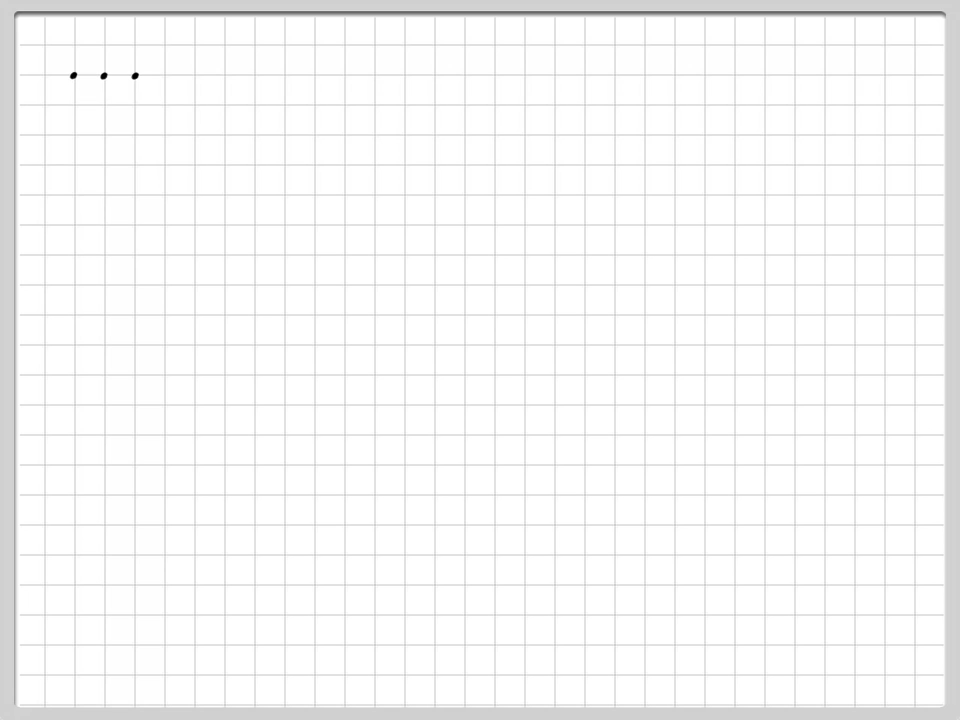 . . .